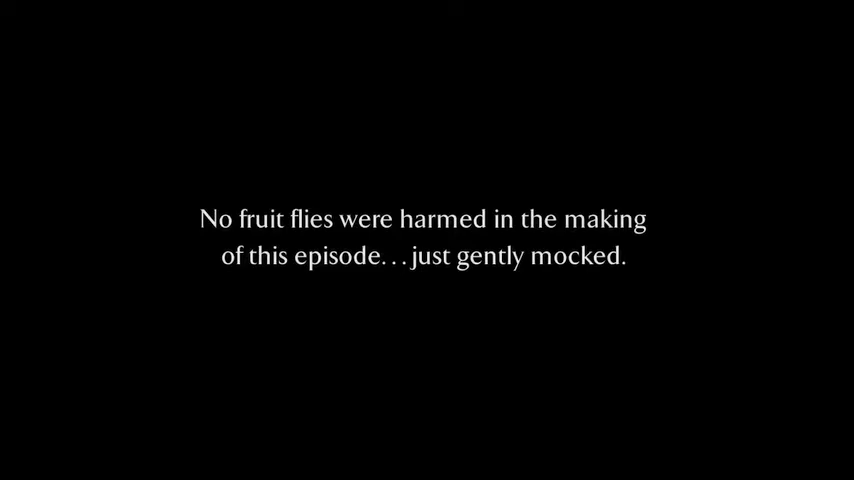 No fruit flies were harmed in the making
of this episode...just gently mocked.